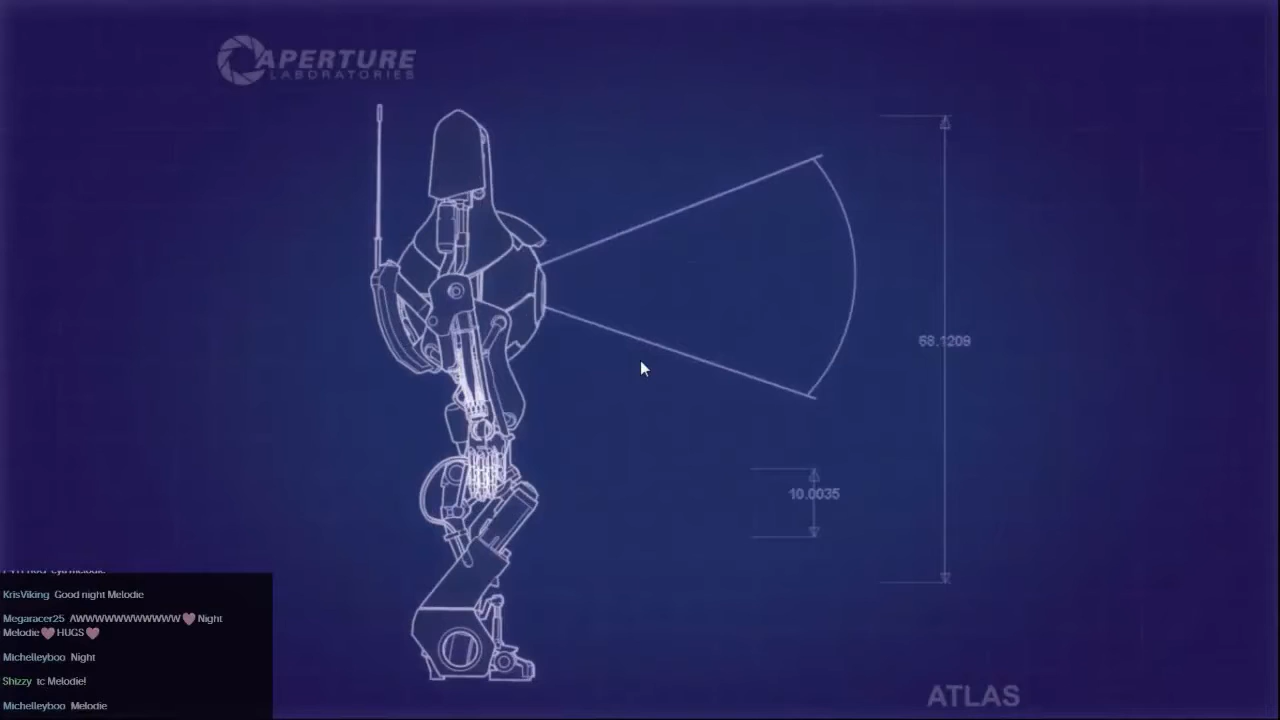 APERTURE
LABORATORIES
68.1209
10.0035
KrisViking Good night Melodie
Megaracer25 AWWWWWWWWWWW Night
Melodie HUGS
Michelleyboo Night
Shizzy tc Melodie!
Michelleyboo Melodie
ATLAS